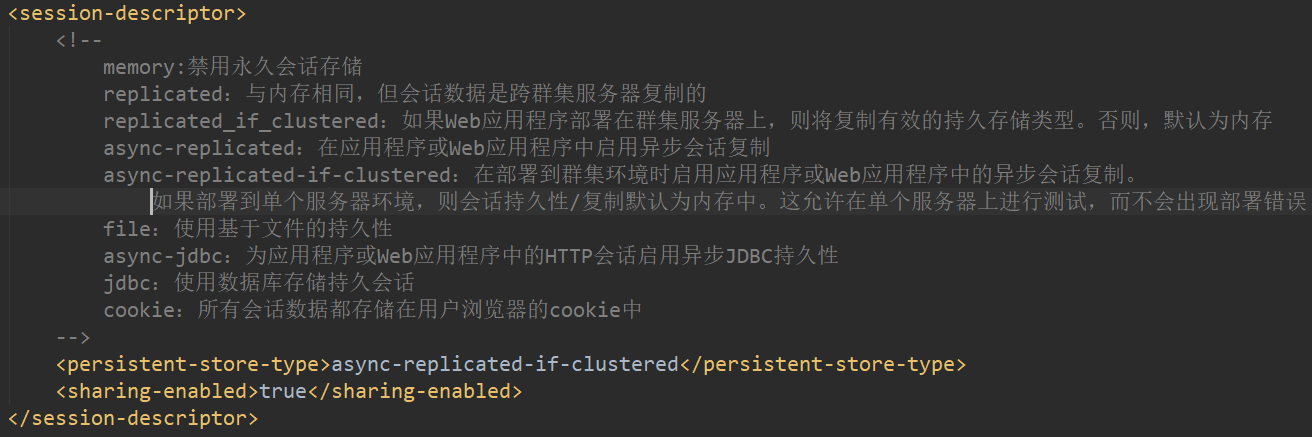 <session-descriptor>
<!--
memory:禁用永久会话存储
replicated：与内存相同，但会话数据是跨群集服务器复制的
replicated_if_clustered：如果Web应用程序部署在群集服务器上，则将复制有效的持久存储类型。否则，默认为内存
async-replicated：在应用程序或Web应用程序中启用异步会话复制
async-replicated-if-clustered：在部署到群集环境时启用应用程序或Web应用程序中的异步会话复制。
如果部署到单个服务器环境，则会话持久性/复制默认为内存中。这允许在单个服务器上进行测试，而不会出现部署错误
file：使用基于文件的持久性
async-jdbc：为应用程序或Web应用程序中的HTTP会话启用异步JDBC持久性
jdbc：使用数据库存储持久会话
cookie：所有会话数据都存储在用户浏览器的cookie中
-->
<persistent-store-type>async-replicated-if-clustered</persistent-store-type>
<sharing-enabled>true</sharing-enabled>
</session-descriptor>